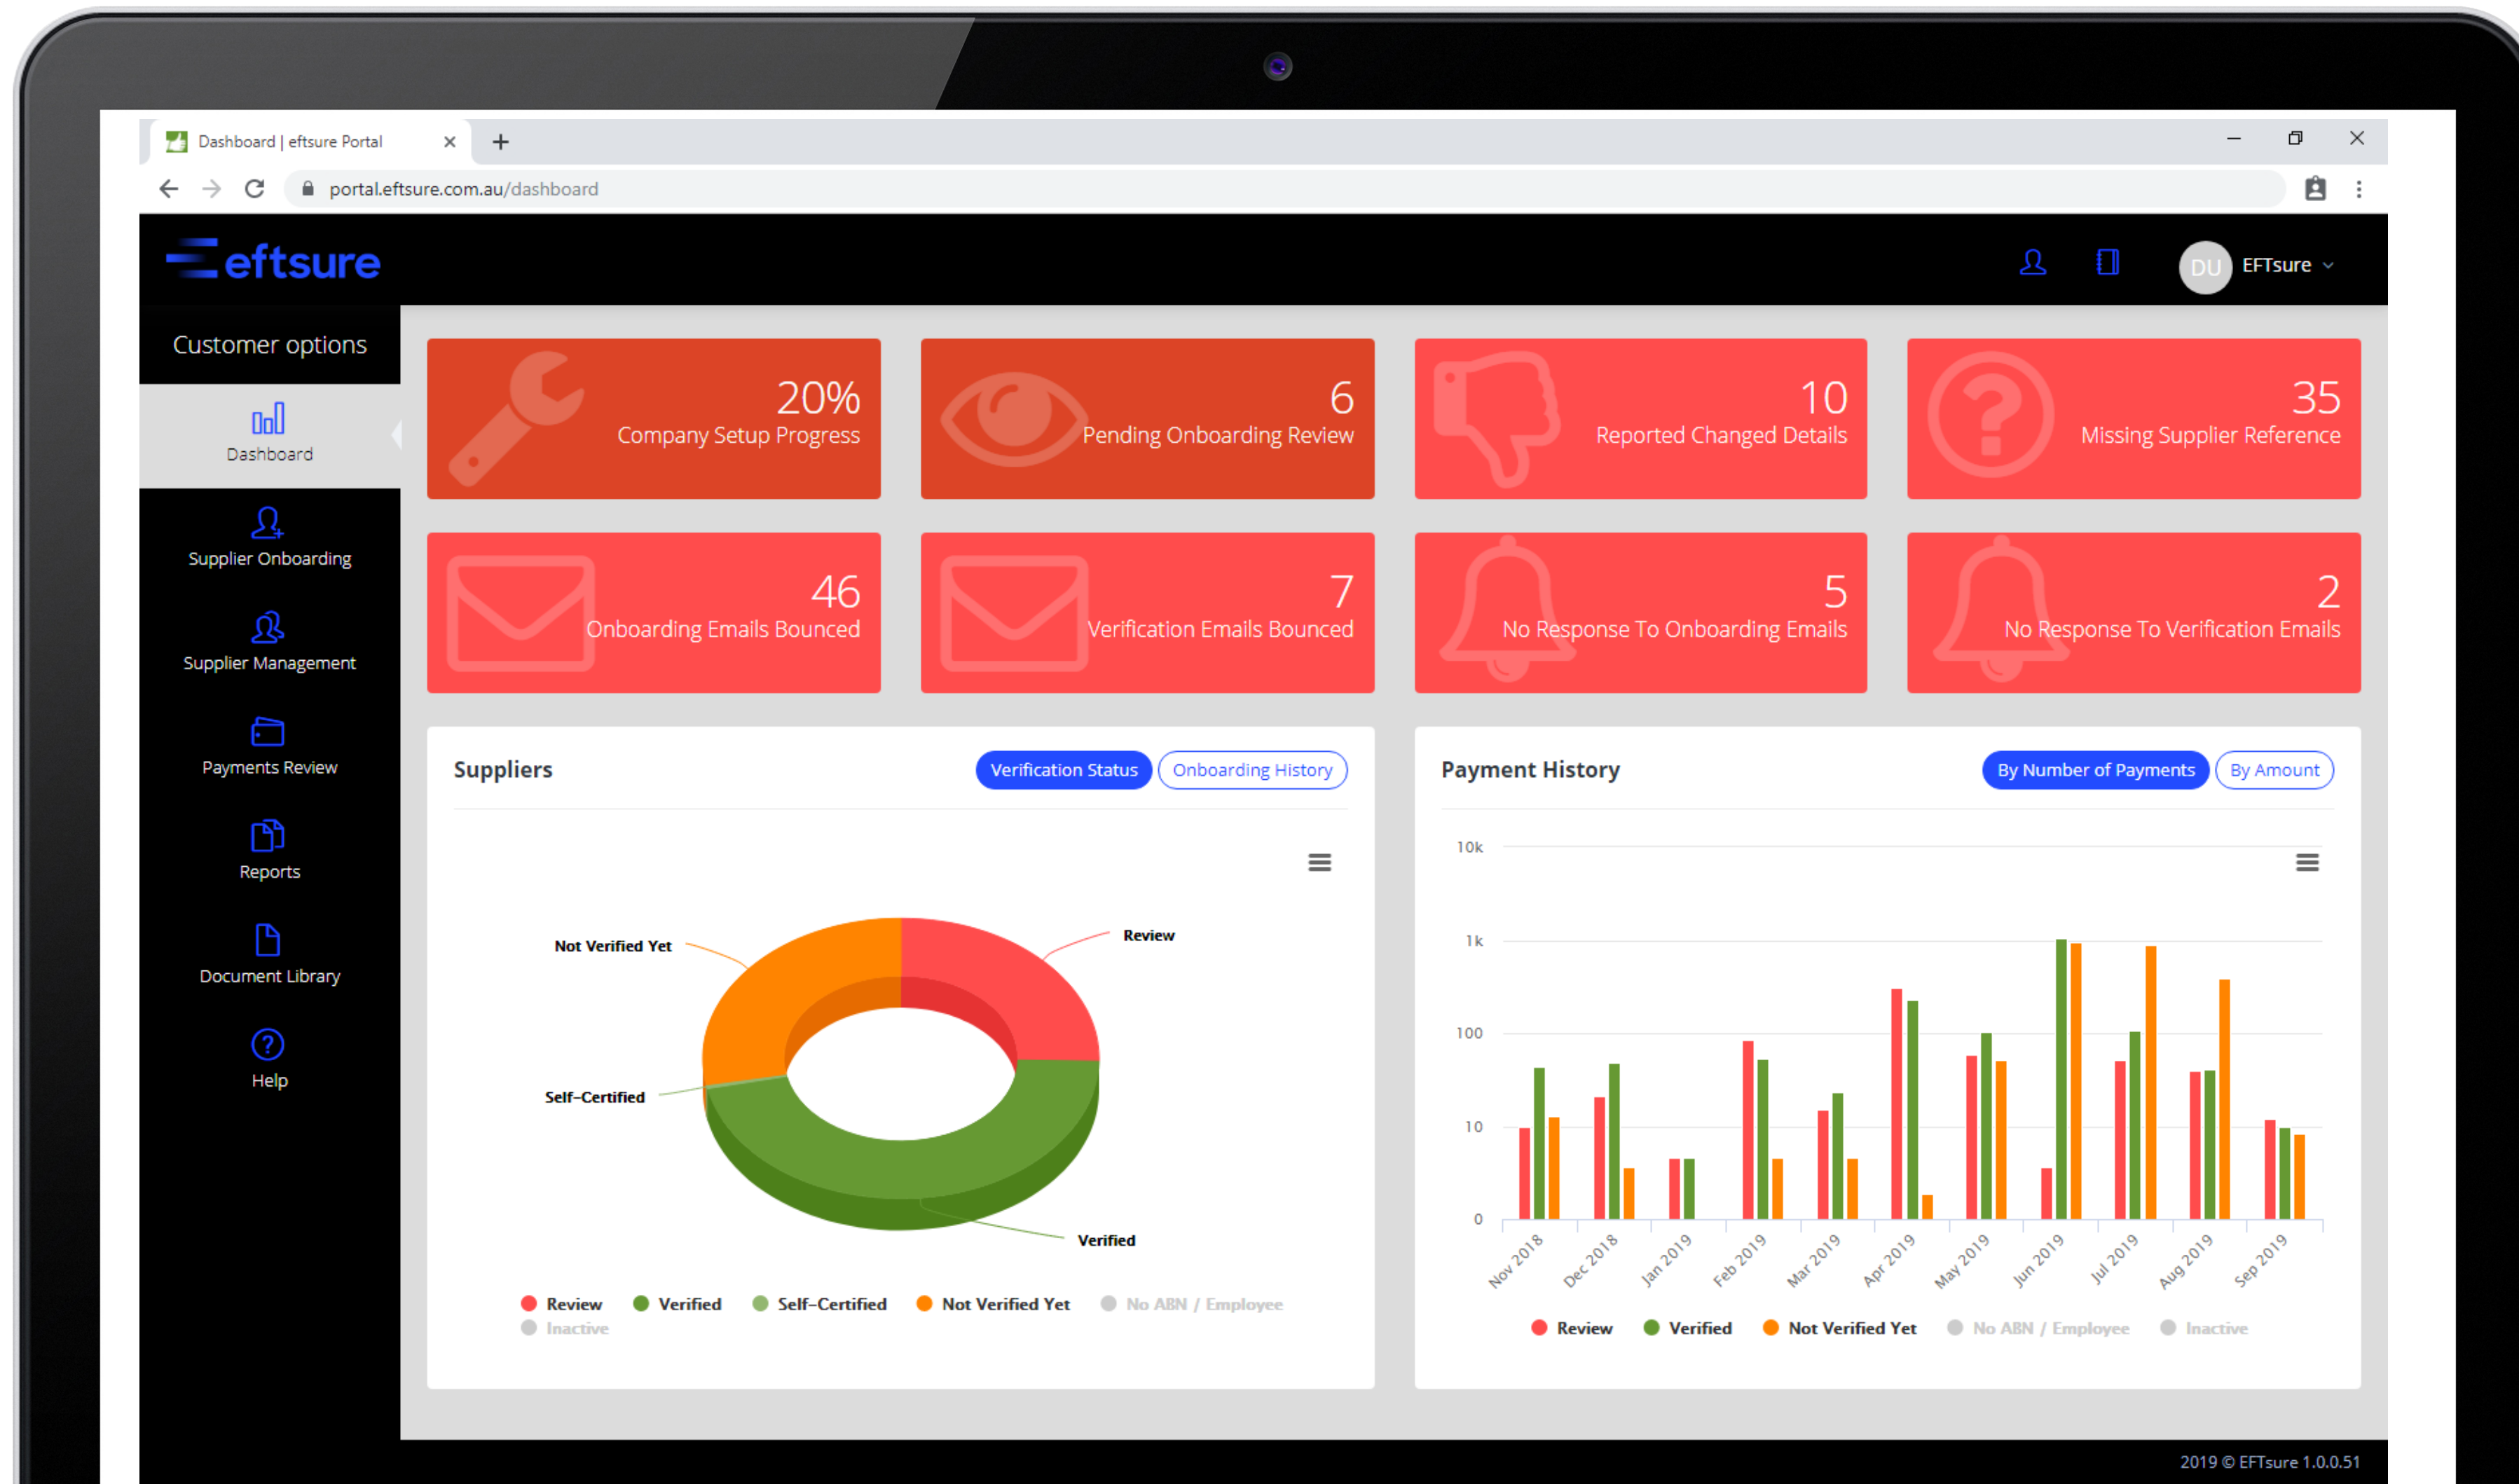 Dashboard | eftsure Portal
portal.eftsure.com.au/dashboard
eftsure
DU EFTsure
Customer options
Dashboard
Supplier Onboarding
Supplier Management
Payments Review
Reports
Document Library
Help
20%
Company Setup Progress
6
Pending Onboarding Review
10
Reported Changed Details
35
Missing Supplier Reference
46
Onboarding Emails Bounced
7
Verification Emails Bounced
5
No Response To Onboarding Emails
2
No Response To Verification Emails
Suppliers
Verification Status
Onboarding History
Not Verified Yet
Review
Self-Certified
Verified
Review Verified Self-Certified Not Verified Yet No ABN / Employee
Inactive
Payment History
By Number of Payments
By Amount
10k
1k
100
10
0
Nov 2018
Dec 2018
Jan 2019
Feb 2019
Mar 2019
Apr 2019
May 2019
Jun 2019
Jul 2019
Aug 2019
Sep 2019
Review Verified Not Verified Yet No ABN / Employee Inactive
2019 © EFTsure 1.0.0.51